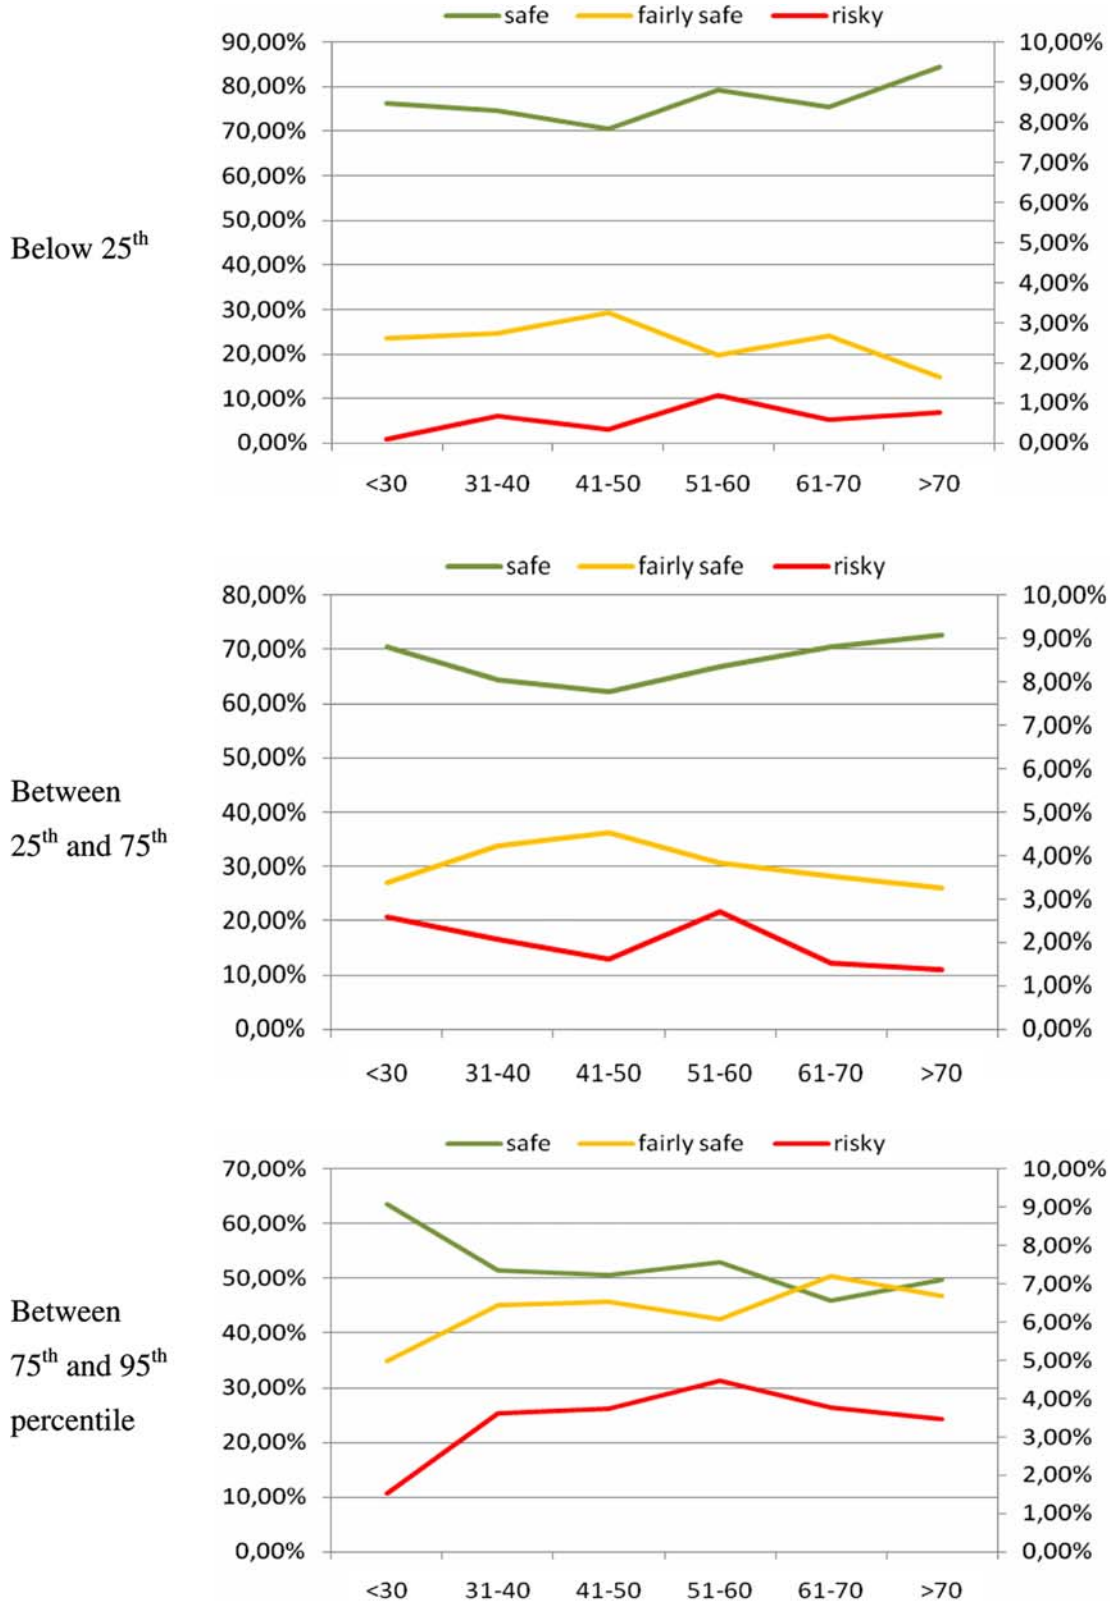 safe fairly safe risky
90,00% 10,00%
80,00% 9,00%
70,00% 8,00%
60,00% 7,00%
50,00% 6,00%
40,00% 5,00%
30,00% 4,00%
20,00% 3,00%
10,00% 2,00%
0,00% 1,00%
0,00%
Below 25th
<30 31-40 41-50 51-60 61-70 >70
safe fairly safe risky
80,00% 10,00%
70,00% 9,00%
60,00% 8,00%
50,00% 7,00%
40,00% 6,00%
30,00% 5,00%
20,00% 4,00%
10,00% 3,00%
0,00% 2,00%
1,00%
0,00%
Between
25th and 75th
<30 31-40 41-50 51-60 61-70 >70
safe fairly safe risky
70,00% 10,00%
60,00% 9,00%
50,00% 8,00%
40,00% 7,00%
30,00% 6,00%
20,00% 5,00%
10,00% 4,00%
0,00% 3,00%
2,00%
1,00%
0,00%
Between
75th and 95th
percentile
<30 31-40 41-50 51-60 61-70 >70